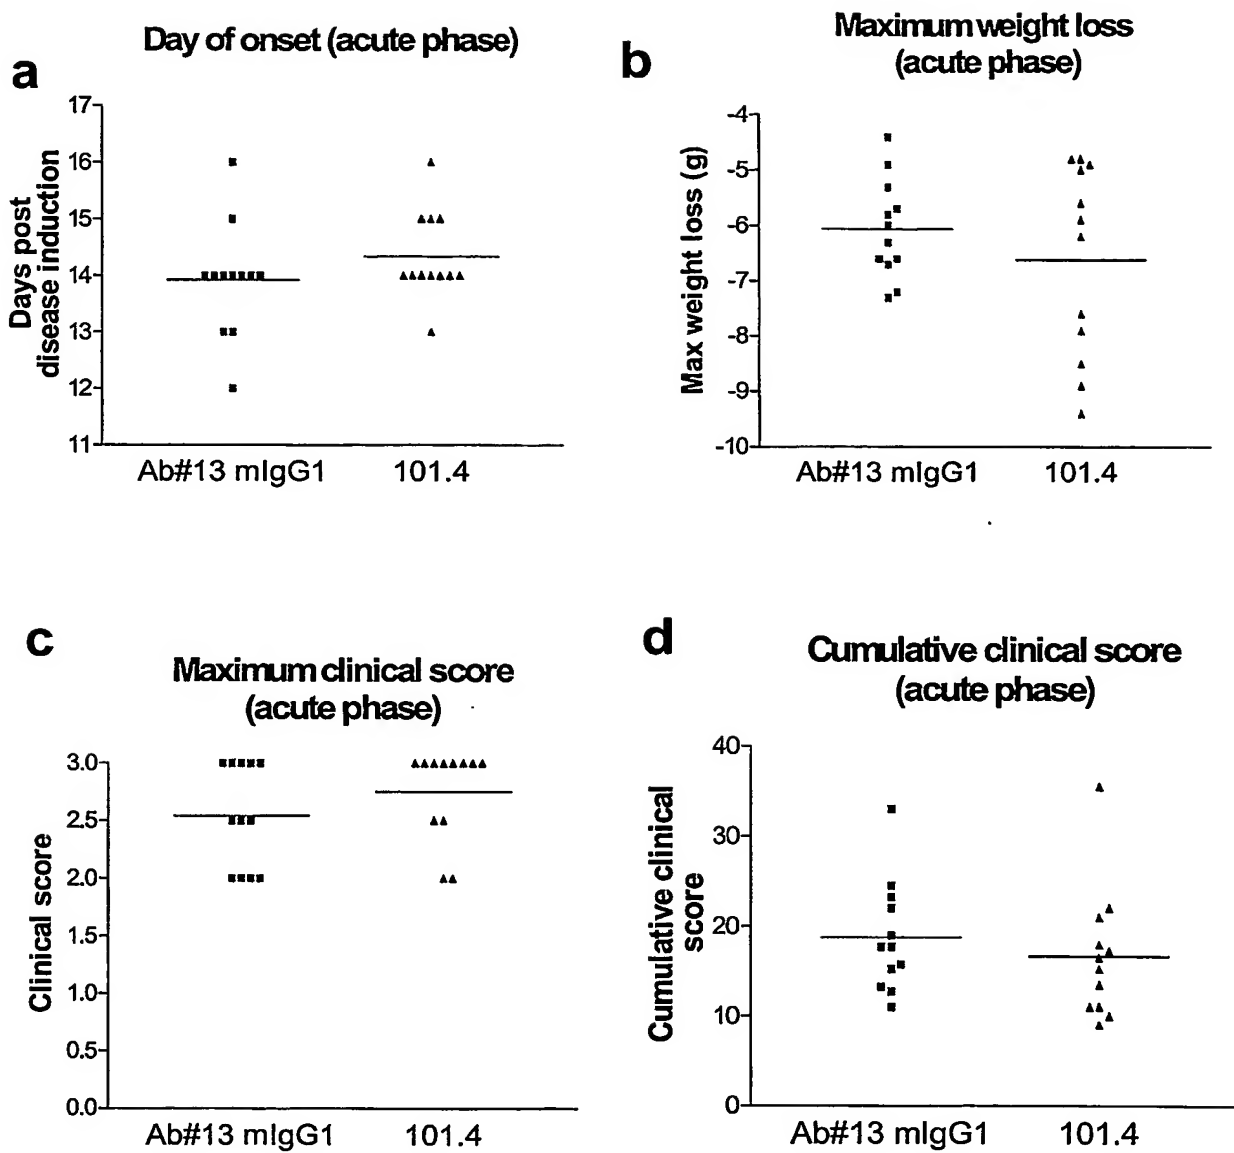 a
Day of onset (acute phase)
Days post
disease induction
17
16
15
14
13
12
11
Ab#13 mIgG1
101.4
b
Maximum weight loss
(acute phase)
Max weight loss (g)
-4
-5
-6
-7
-8
-9
-10
Ab#13 mIgG1
101.4
c
Maximum clinical score
(acute phase)
Clinical score
3.0
2.5
2.0
1.5
1.0
0.5
0.0
Ab#13 mIgG1
101.4
d
Cumulative clinical score
(acute phase)
Cumulative clinical
score
40
30
20
10
0
Ab#13 mIgG1
101.4